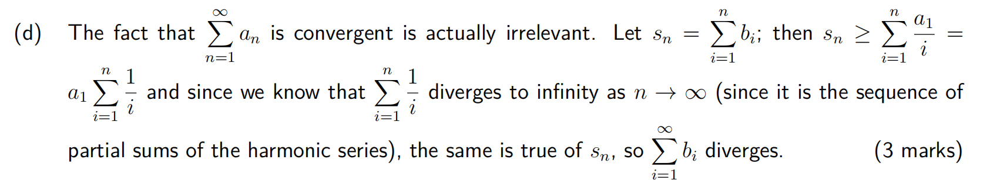 (d) The fact that $\sum_{n=1}^{\infty} a_n$ is convergent is actually irrelevant. Let $s_n = \sum_{i=1}^{n} b_i$; then $s_n \geq \sum_{i=1}^{n} \frac{a_1}{i} =$
$a_1 \sum_{i=1}^{n} \frac{1}{i}$ and since we know that $\sum_{i=1}^{n} \frac{1}{i}$ diverges to infinity as $n \to \infty$ (since it is the sequence of
partial sums of the harmonic series), the same is true of $s_n$, so $\sum_{i=1}^{\infty} b_i$ diverges. (3 marks)